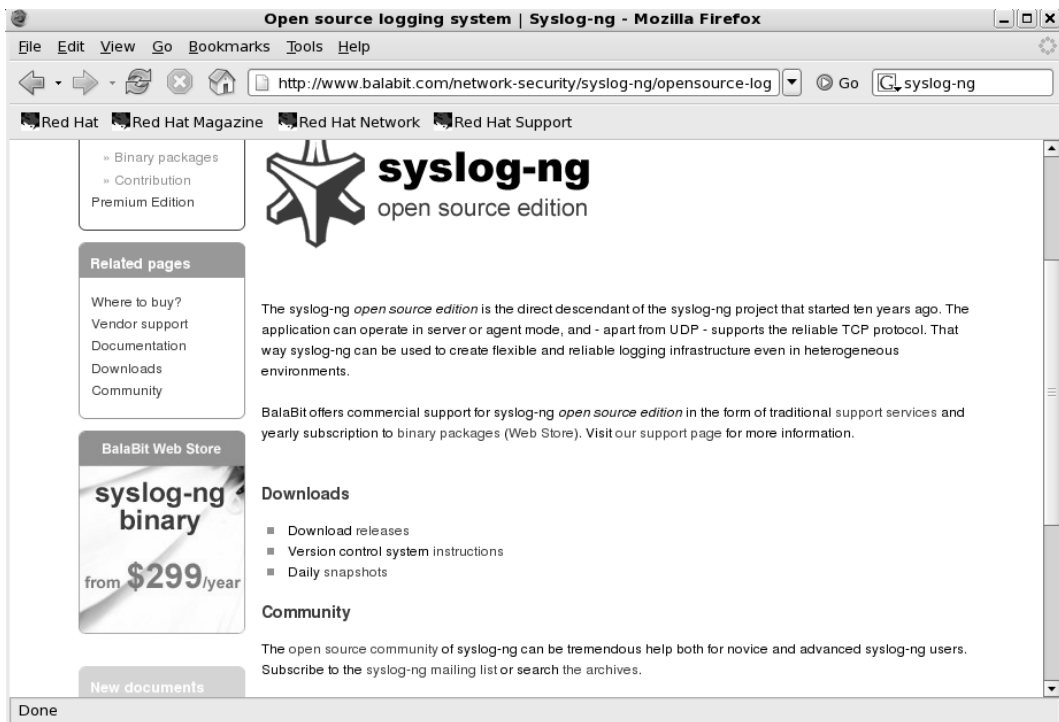 Open source logging system | Syslog-ng - Mozilla Firefox
File Edit View Go Bookmarks Tools Help
http://www.balabit.com/network-security/syslog-ng/opensource-log
Go
G syslog-ng
Red Hat Red Hat Magazine Red Hat Network Red Hat Support
» Binary packages
» Contribution
Premium Edition
Related pages
Where to buy?
Vendor support
Documentation
Downloads
Community
BalaBit Web Store
syslog-ng
binary
from $299/year
New documents
syslog-ng
open source edition
The syslog-ng open source edition is the direct descendant of the syslog-ng project that started ten years ago. The
application can operate in server or agent mode, and - apart from UDP - supports the reliable TCP protocol. That
way syslog-ng can be used to create flexible and reliable logging infrastructure even in heterogeneous
environments.
BalaBit offers commercial support for syslog-ng open source edition in the form of traditional support services and
yearly subscription to binary packages (Web Store). Visit our support page for more information.
Downloads
Download releases
Version control system instructions
Daily snapshots
Community
The open source community of syslog-ng can be tremendous help both for novice and advanced syslog-ng users.
Subscribe to the syslog-ng mailing list or search the archives.
Done